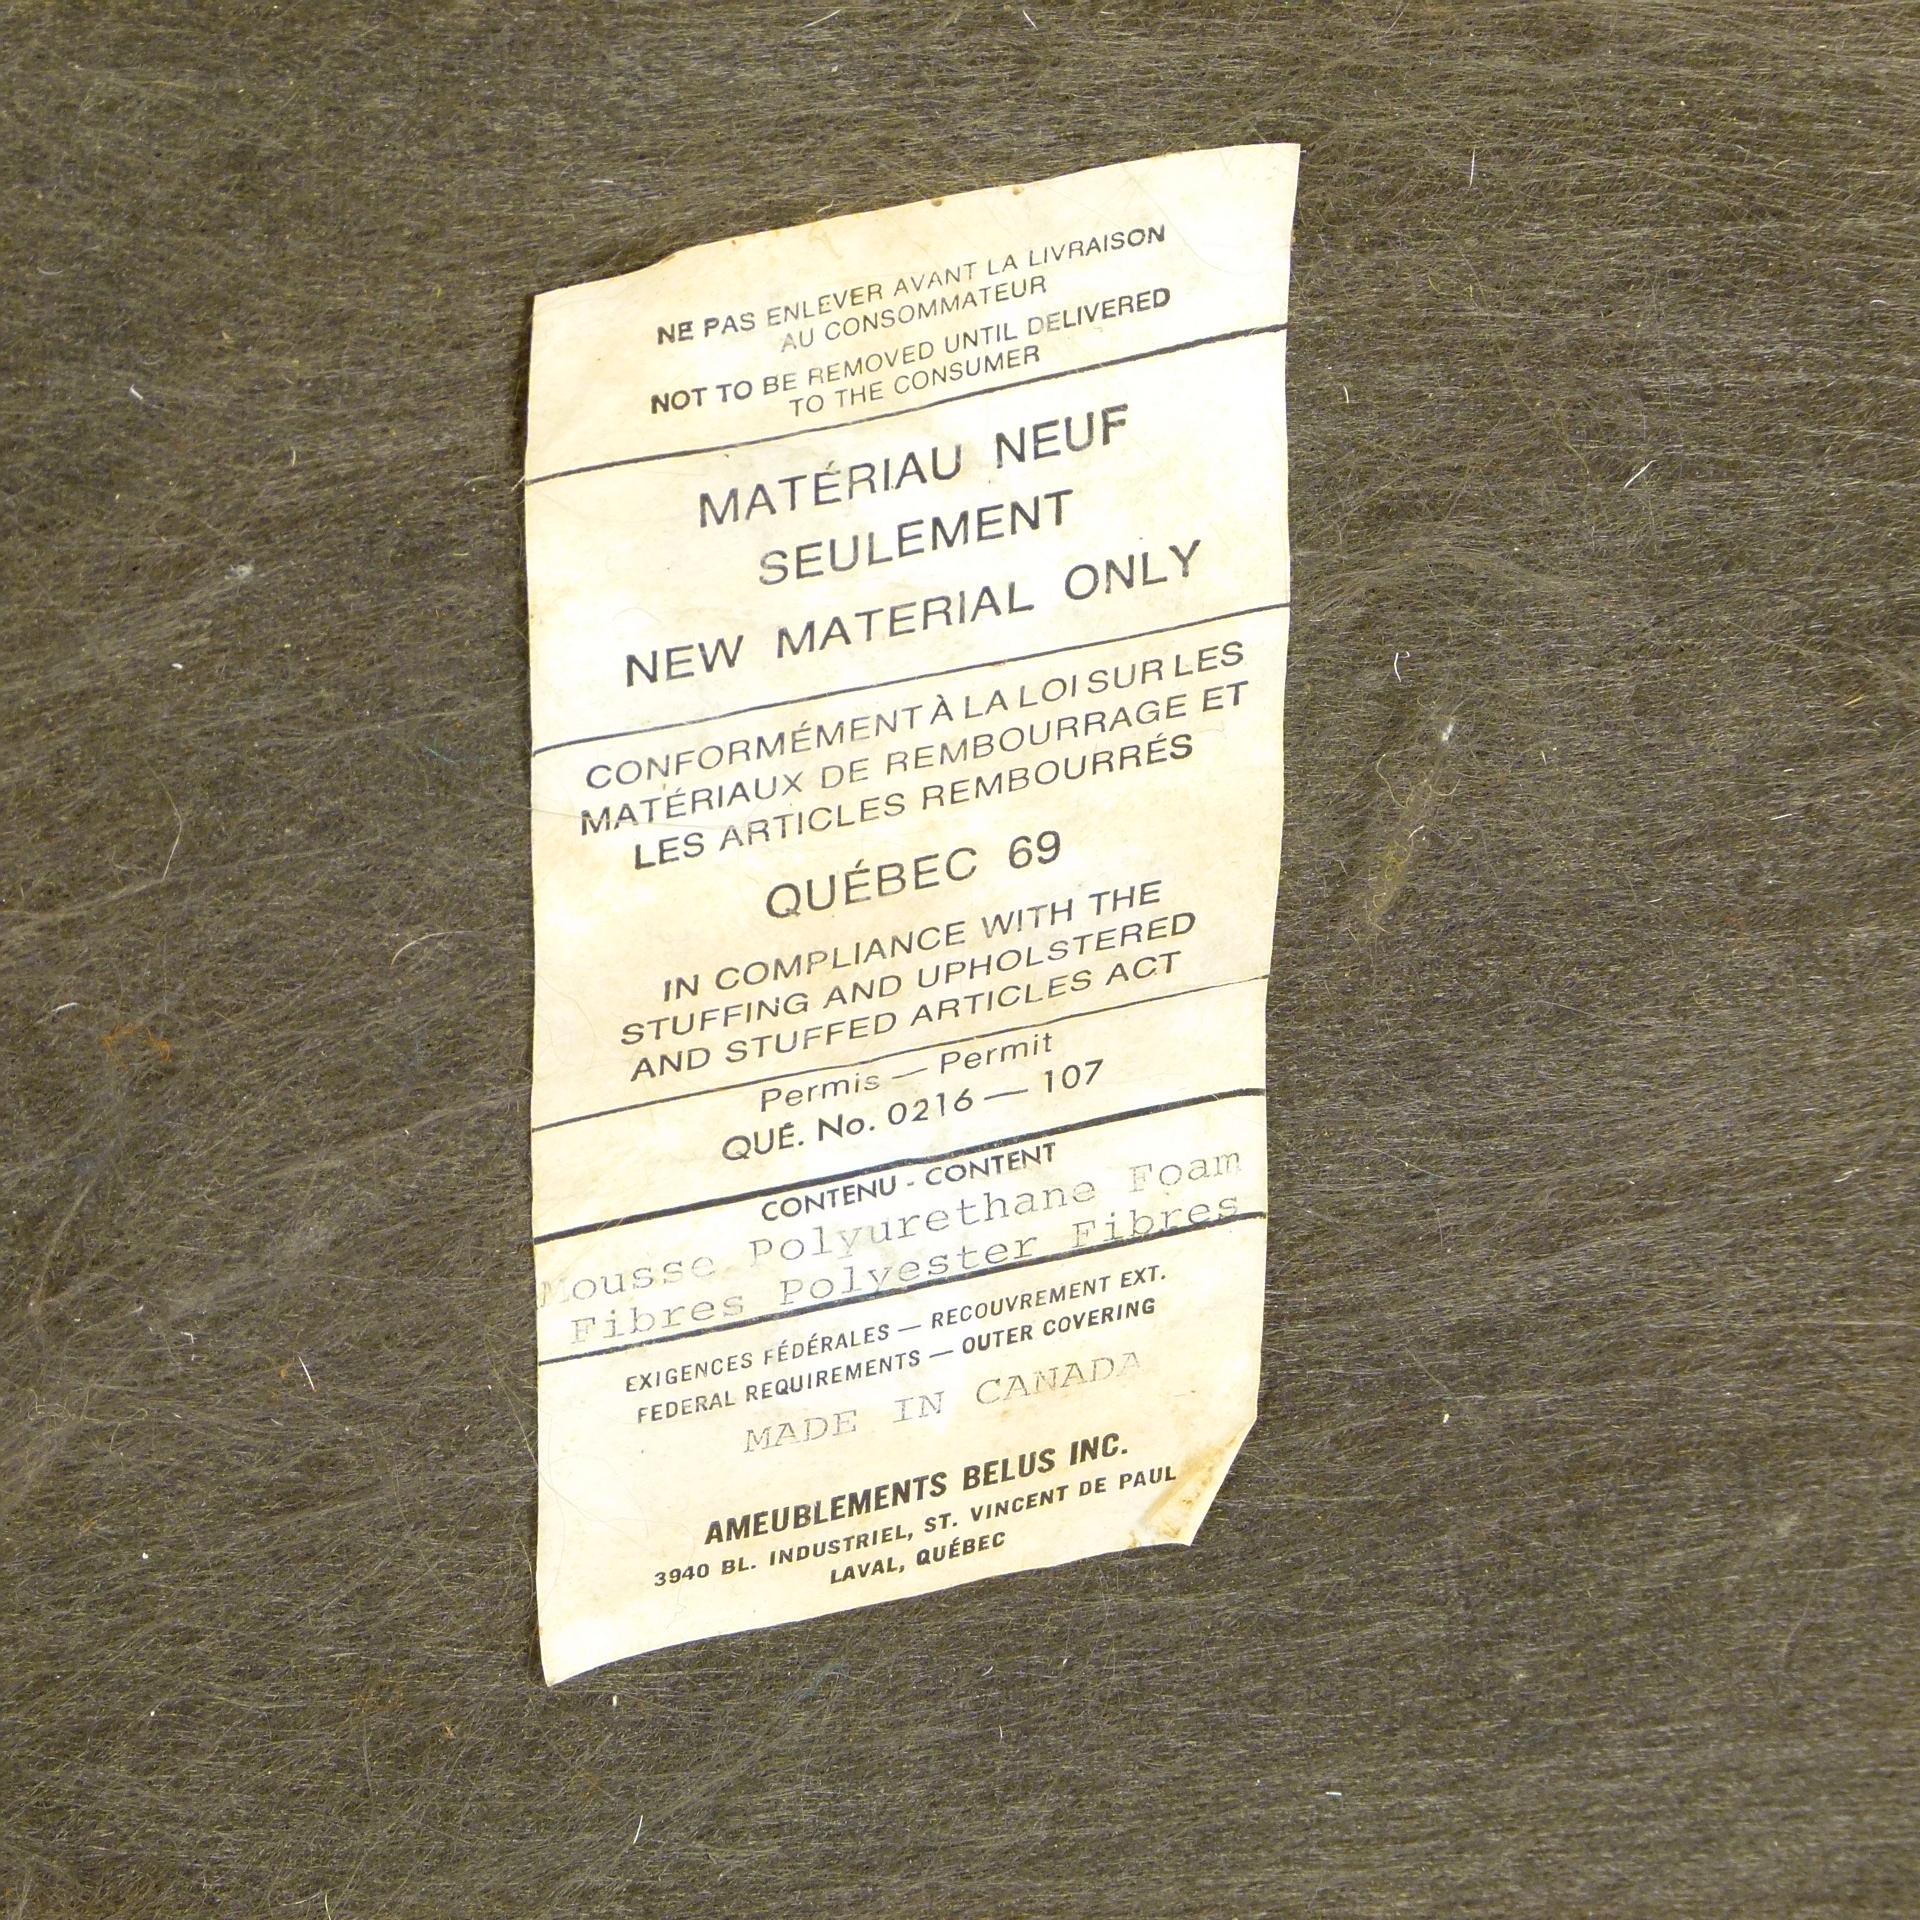 NE PAS ENLEVER AVANT LA LIVRAISON
AU CONSOMMATEUR
NOT TO BE REMOVED UNTIL DELIVERED
TO THE CONSUMER
MATÉRIAU NEUF
SEULEMENT
NEW MATERIAL ONLY
CONFORMÉMENT À LA LOI SUR LES
MATÉRIAUX DE REMBOURRAGE ET
LES ARTICLES REMBOURRÉS
QUÉBEC 69
IN COMPLIANCE WITH THE
STUFFING AND UPHOLSTERED
AND STUFFED ARTICLES ACT
Permis — Permit
QUÉ. No. 0216 — 107
CONTENU - CONTENT
Mousse Polyurethane Foam
Fibres Polyester Fibres
EXIGENCES FÉDÉRALES — RECOUVREMENT EXT.
FEDERAL REQUIREMENTS — OUTER COVERING
MADE IN CANADA
AMEUBLEMENTS BELUS INC.
3940 BL. INDUSTRIEL, ST. VINCENT DE PAUL
LAVAL, QUÉBEC